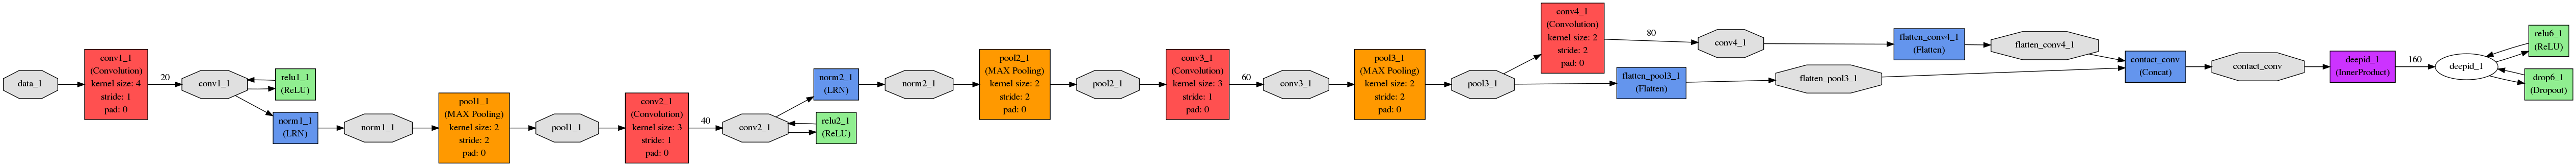 data_1
conv1_1
(Convolution)
kernel size: 4
stride: 1
pad: 0
20
conv1_1
relu1_1
(ReLU)
norm1_1
(LRN)
norm1_1
pool1_1
(MAX Pooling)
kernel size: 2
stride: 2
pad: 0
pool1_1
conv2_1
(Convolution)
kernel size: 3
stride: 1
pad: 0
40
conv2_1
norm2_1
(LRN)
relu2_1
(ReLU)
norm2_1
pool2_1
(MAX Pooling)
kernel size: 2
stride: 2
pad: 0
pool2_1
conv3_1
(Convolution)
kernel size: 3
stride: 1
pad: 0
60
conv3_1
pool3_1
(MAX Pooling)
kernel size: 2
stride: 2
pad: 0
pool3_1
conv4_1
(Convolution)
kernel size: 2
stride: 2
pad: 0
80
conv4_1
flatten_pool3_1
(Flatten)
flatten_pool3_1
flatten_conv4_1
(Flatten)
flatten_conv4_1
contact_conv
(Concat)
contact_conv
deepid_1
(InnerProduct)
160
deepid_1
relu6_1
(ReLU)
drop6_1
(Dropout)